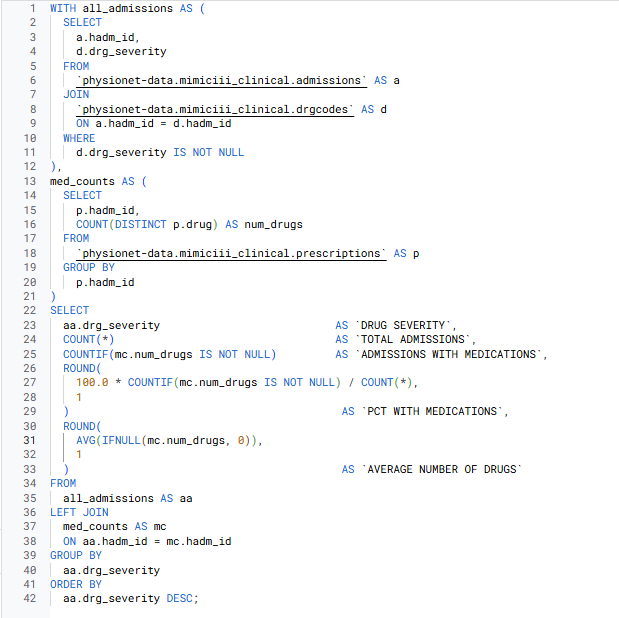 1 WITH all_admissions AS (
2 SELECT
3 a.hadm_id,
4 d.drg_severity
5 FROM
6 `physionet-data.mimiciii_clinical.admissions` AS a
7 JOIN
8 `physionet-data.mimiciii_clinical.drgcodes` AS d
9 ON a.hadm_id = d.hadm_id
10 WHERE
11 d.drg_severity IS NOT NULL
12 ),
13 med_counts AS (
14 SELECT
15 p.hadm_id,
16 COUNT(DISTINCT p.drug) AS num_drugs
17 FROM
18 `physionet-data.mimiciii_clinical.prescriptions` AS p
19 GROUP BY
20 p.hadm_id
21 )
22 SELECT
23 aa.drg_severity AS `DRUG SEVERITY`,
24 COUNT(*) AS `TOTAL ADMISSIONS`,
25 COUNTIF(mc.num_drugs IS NOT NULL) AS `ADMISSIONS WITH MEDICATIONS`,
26 ROUND(
27 100.0 * COUNTIF(mc.num_drugs IS NOT NULL) / COUNT(*),
28 1
29 ) AS `PCT WITH MEDICATIONS`,
30 ROUND(
31 AVG(IFNULL(mc.num_drugs, 0)),
32 1
33 ) AS `AVERAGE NUMBER OF DRUGS`
34 FROM
35 all_admissions AS aa
36 LEFT JOIN
37 med_counts AS mc
38 ON aa.hadm_id = mc.hadm_id
39 GROUP BY
40 aa.drg_severity
41 ORDER BY
42 aa.drg_severity DESC;